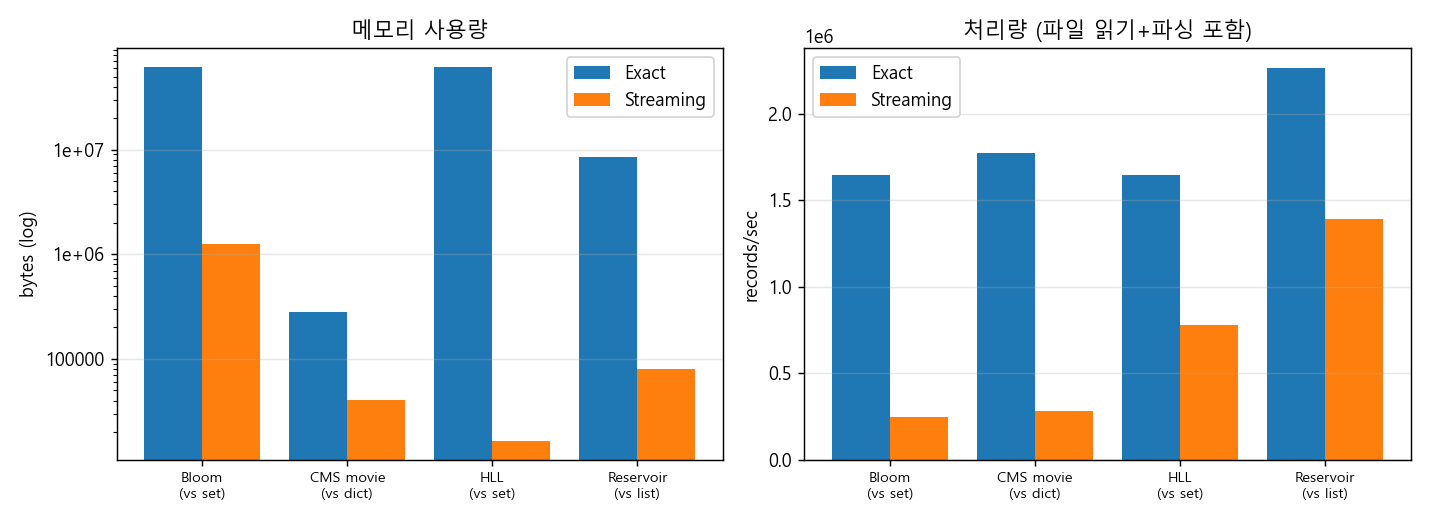 메모리 사용량
bytes (log)
1e+07
1e+06
100000
Exact
Streaming
Bloom
(vs set)
CMS movie
(vs dict)
HLL
(vs set)
Reservoir
(vs list)
처리량 (파일 읽기+파싱 포함)
1e6
records/sec
2.0
1.5
1.0
0.5
0.0
Exact
Streaming
Bloom
(vs set)
CMS movie
(vs dict)
HLL
(vs set)
Reservoir
(vs list)